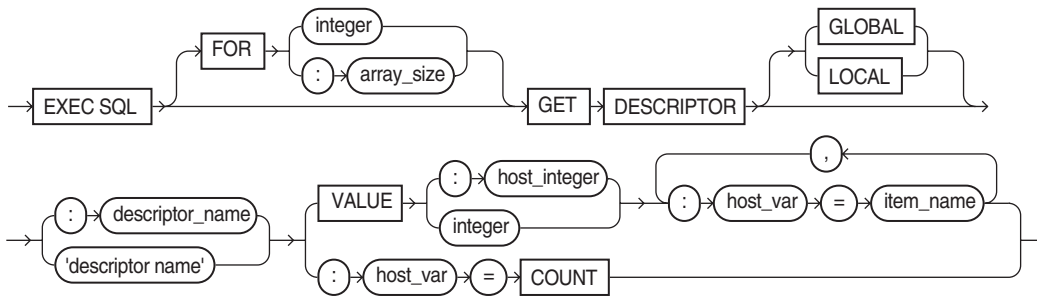 integer
FOR
: array_size
GLOBAL
LOCAL
EXEC SQL
GET
DESCRIPTOR
,
: descriptor_name
'descriptor name'
VALUE
: host_integer
integer
: host_var = item_name
: host_var = COUNT